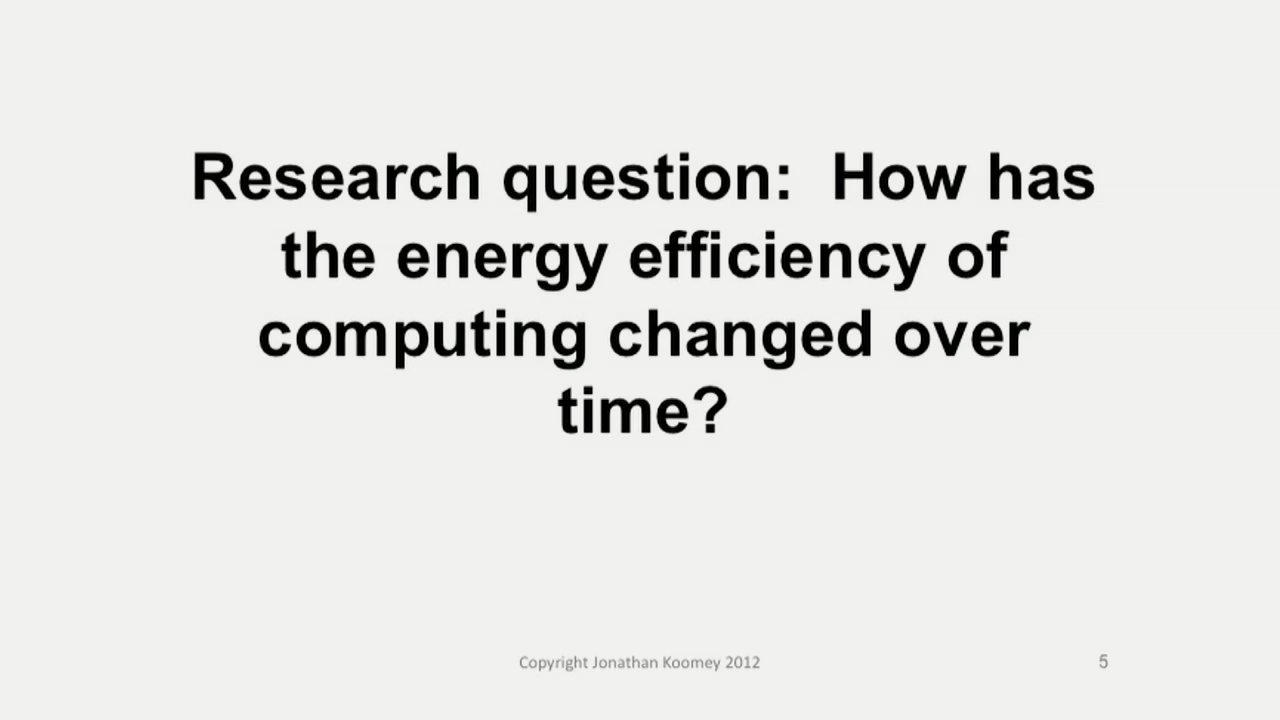 Research question:  How has
the energy efficiency of
computing changed over
time?
Copyright Jonathan Koomey 2012
5